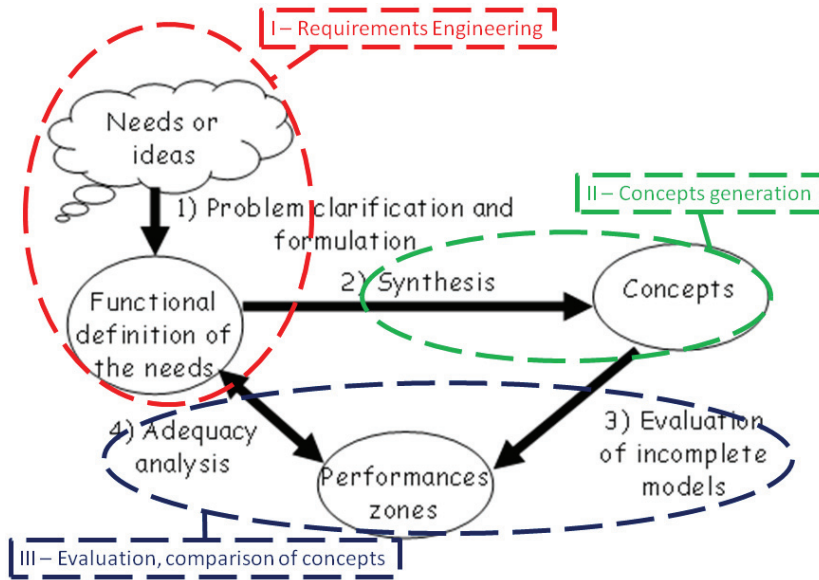 I – Requirements Engineering
Needs or
ideas
1) Problem clarification and
formulation
II – Concepts generation
2) Synthesis
Concepts
Functional
definition of
the needs
3) Evaluation
of incomplete
models
4) Adequacy
analysis
Performances
zones
III – Evaluation, comparison of concepts